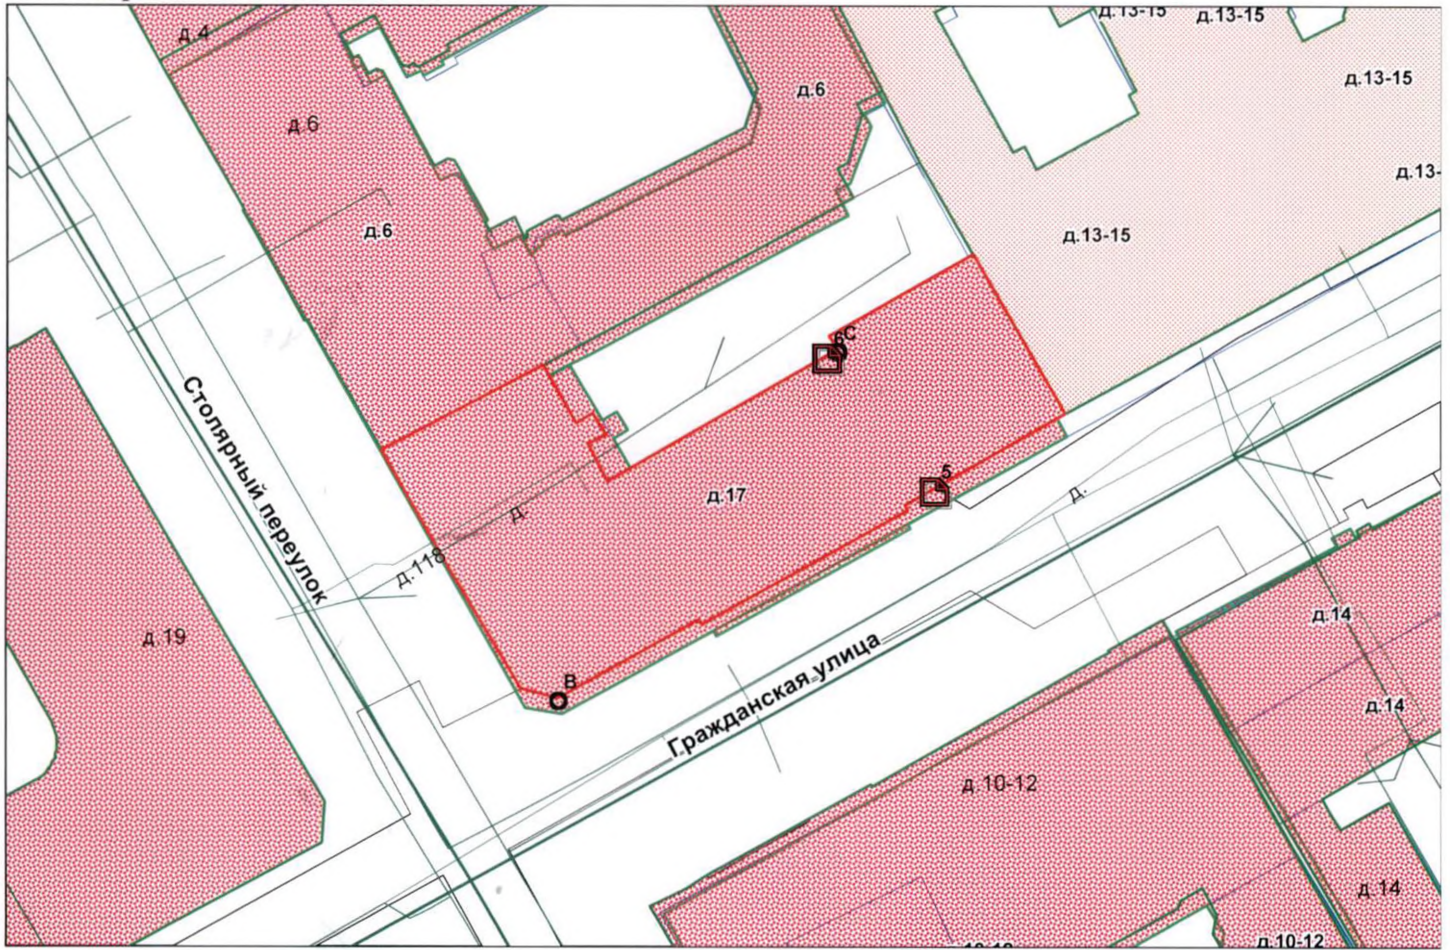 д.13-15
д.13-15
д.4
д.13-15
д.6
д.6
д.13-
д.6
д.13-15
6С
5
д.17
д.
д.
д.118
Столярный переулок
д.19
д.14
B
Гражданская улица
д.14
д.10-12
д.14
д.10-12